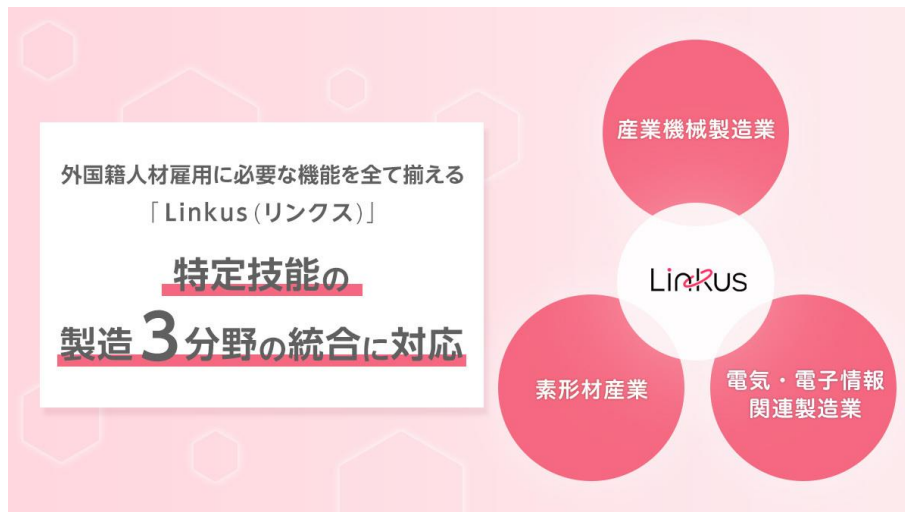 外国籍人材雇用に必要な機能を全て揃える
「Linkus(リンクス)」
特定技能の
製造3分野の統合に対応
産業機械製造業
Linkus
素形材産業
電気・電子情報
関連製造業